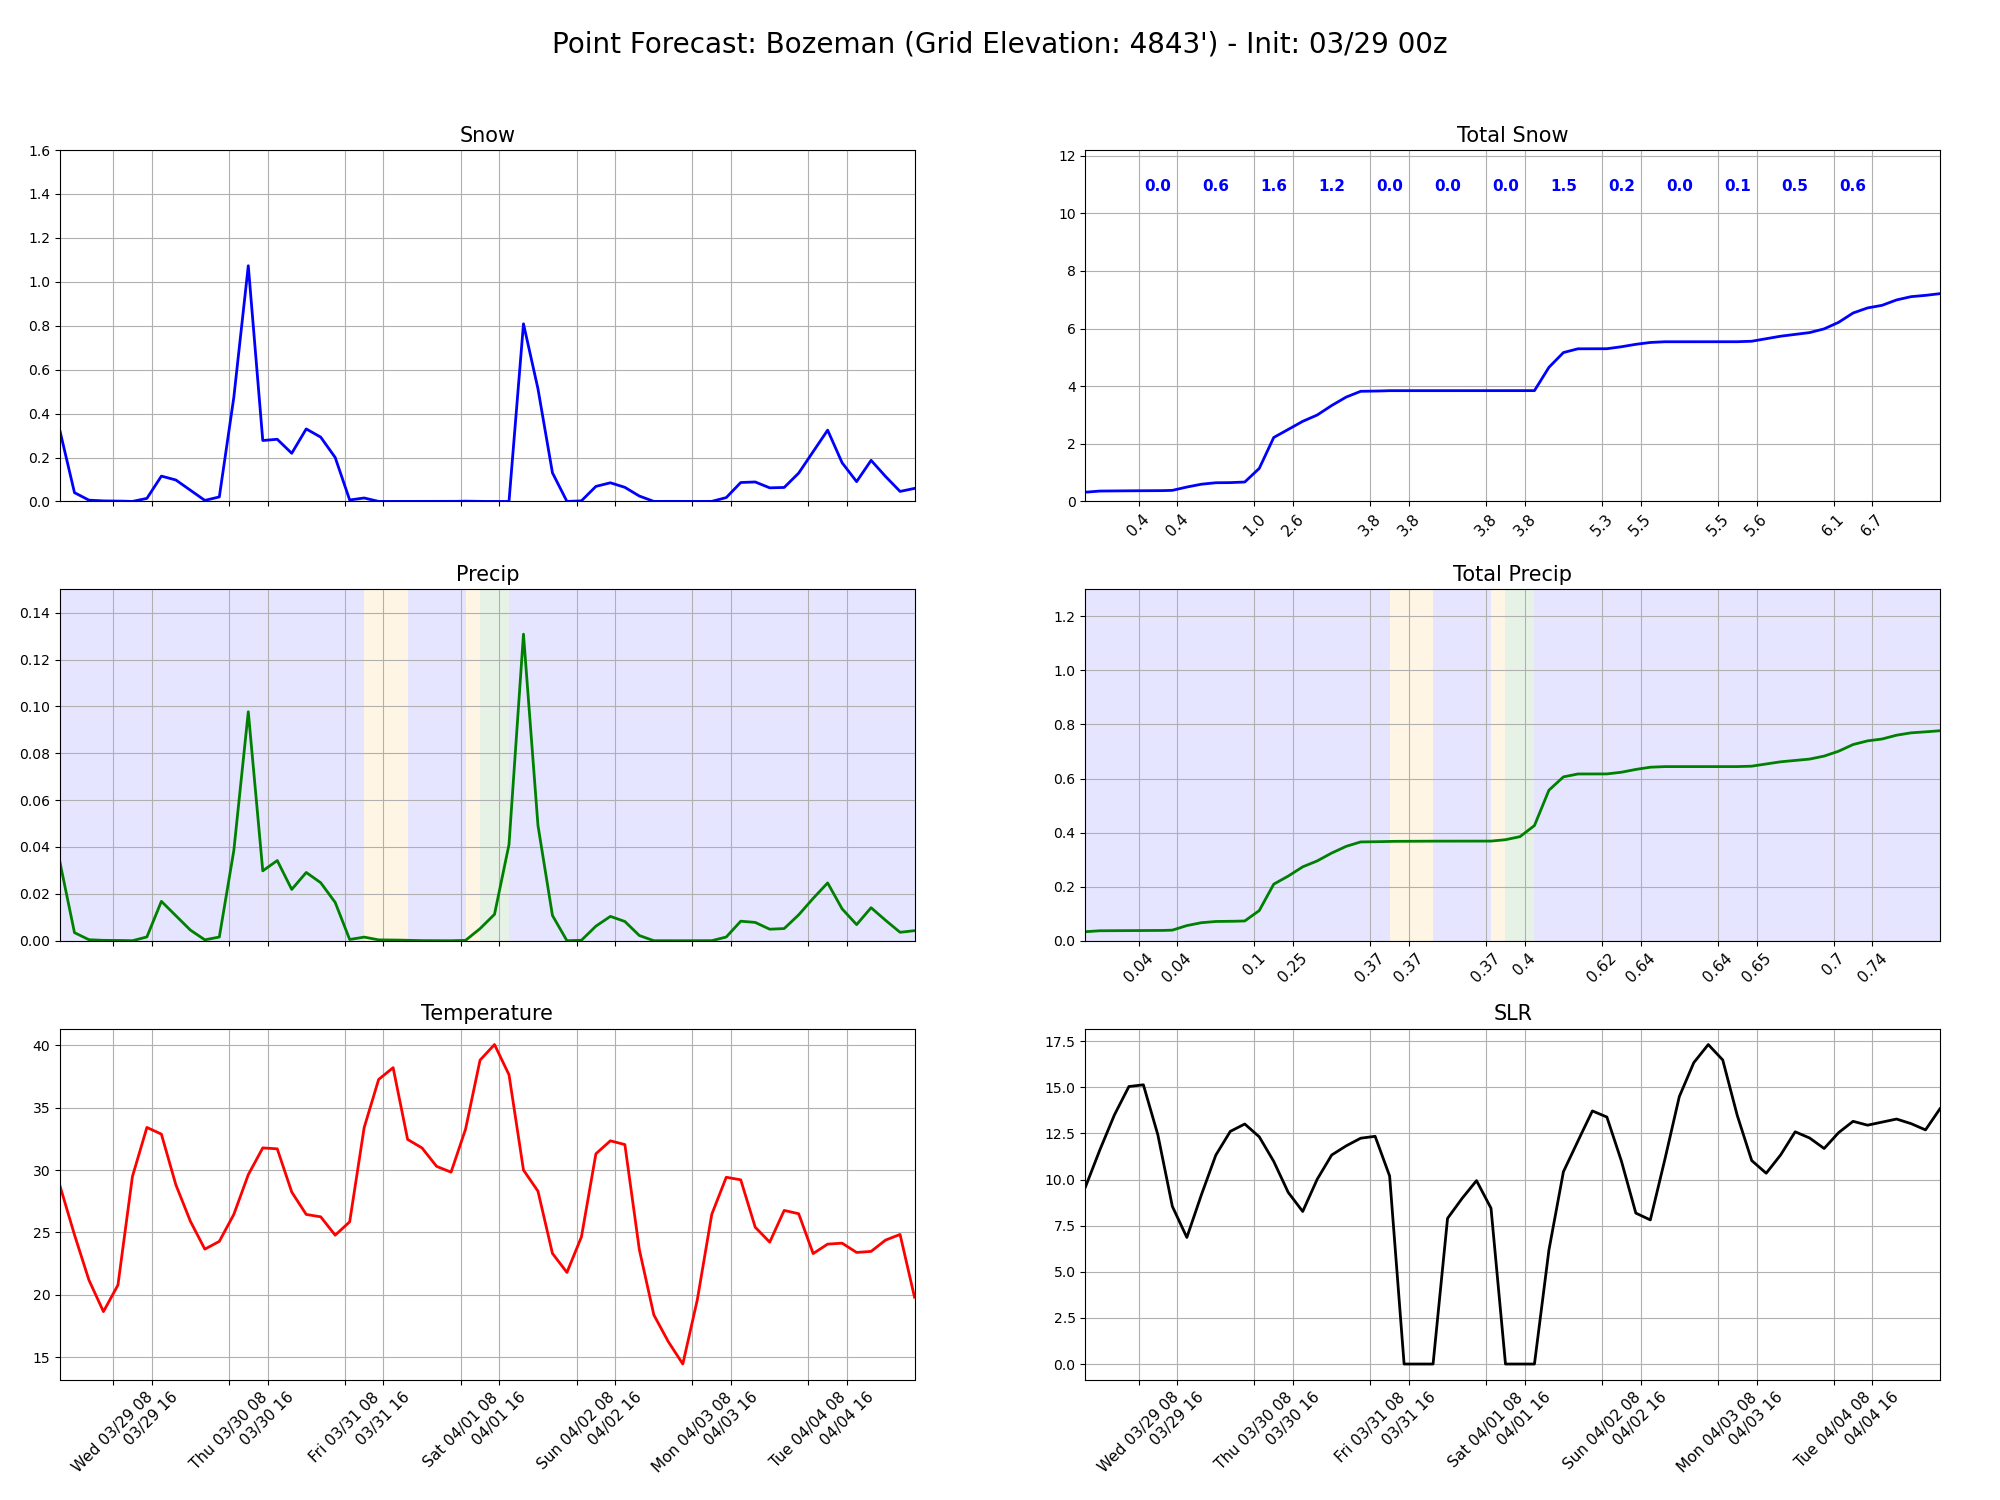 Point Forecast: Bozeman (Grid Elevation: 4843') - Init: 03/29 00z
Snow
1.6
1.4
1.2
1.0
0.8
0.6
0.4
0.2
0.0
Total Snow
12
10
8
6
4
2
0
0.0 0.6 1.6 1.2 0.0 0.0 0.0 1.5 0.2 0.0 0.1 0.5 0.6
0.4 0.4 1.0 2.6 3.8 3.8 3.8 3.8 5.3 5.5 5.5 5.6 6.1 6.7
Precip
0.14
0.12
0.10
0.08
0.06
0.04
0.02
0.00
Total Precip
1.2
1.0
0.8
0.6
0.4
0.2
0.0
0.04 0.04 0.1 0.25 0.37 0.37 0.37 0.4 0.62 0.64 0.64 0.65 0.7 0.74
Temperature
40
35
30
25
20
15
Wed 03/29 08
03/29 16
Thu 03/30 08
03/30 16
Fri 03/31 08
03/31 16
Sat 04/01 08
04/01 16
Sun 04/02 08
04/02 16
Mon 04/03 08
04/03 16
Tue 04/04 08
04/04 16
SLR
17.5
15.0
12.5
10.0
7.5
5.0
2.5
0.0
Wed 03/29 08
03/29 16
Thu 03/30 08
03/30 16
Fri 03/31 08
03/31 16
Sat 04/01 08
04/01 16
Sun 04/02 08
04/02 16
Mon 04/03 08
04/03 16
Tue 04/04 08
04/04 16